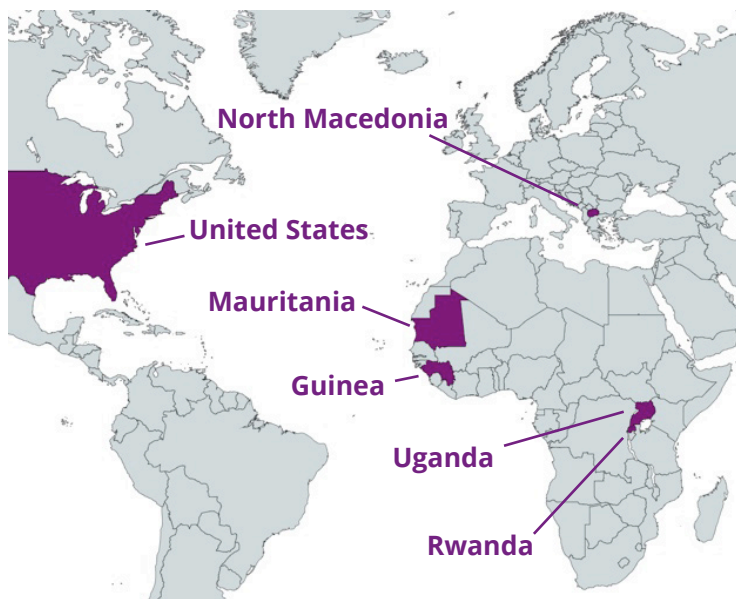 North Macedonia
United States
Mauritania
Guinea
Uganda
Rwanda